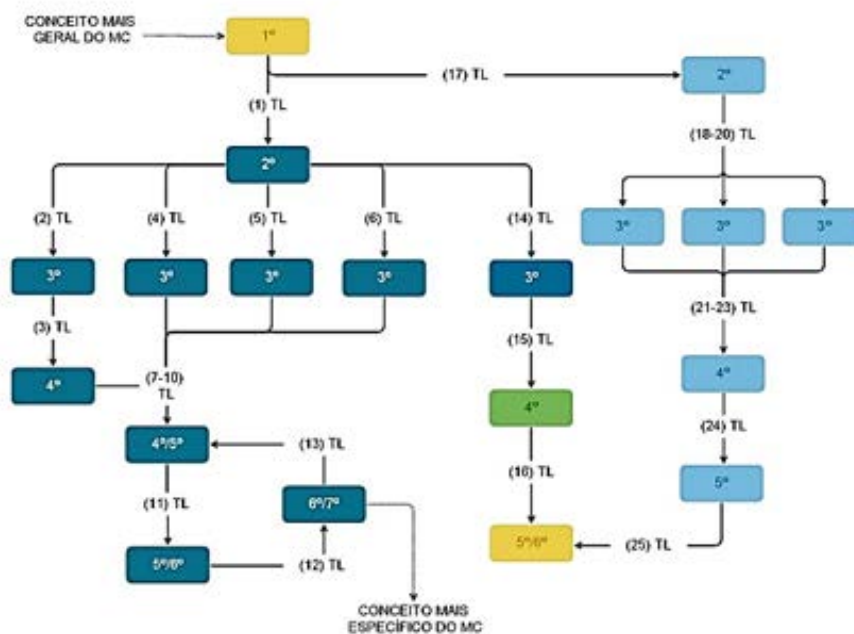 CONCEITO MAIS
GERAL DO MC
1º
(17) TL
2º
(1) TL
(18-20) TL
2º
(2) TL
(4) TL
(5) TL
(6) TL
(14) TL
3º
3º
3º
3º
3º
3º
3º
3º
(3) TL
(15) TL
(21-23) TL
4º
(7-10)
TL
4º
4º
4º/5º
(13) TL
(24) TL
(11) TL
6º/7º
(16) TL
5º
5º/6º
(12) TL
5º/6º
(25) TL
CONCEITO MAIS
ESPECÍFICO DO MC